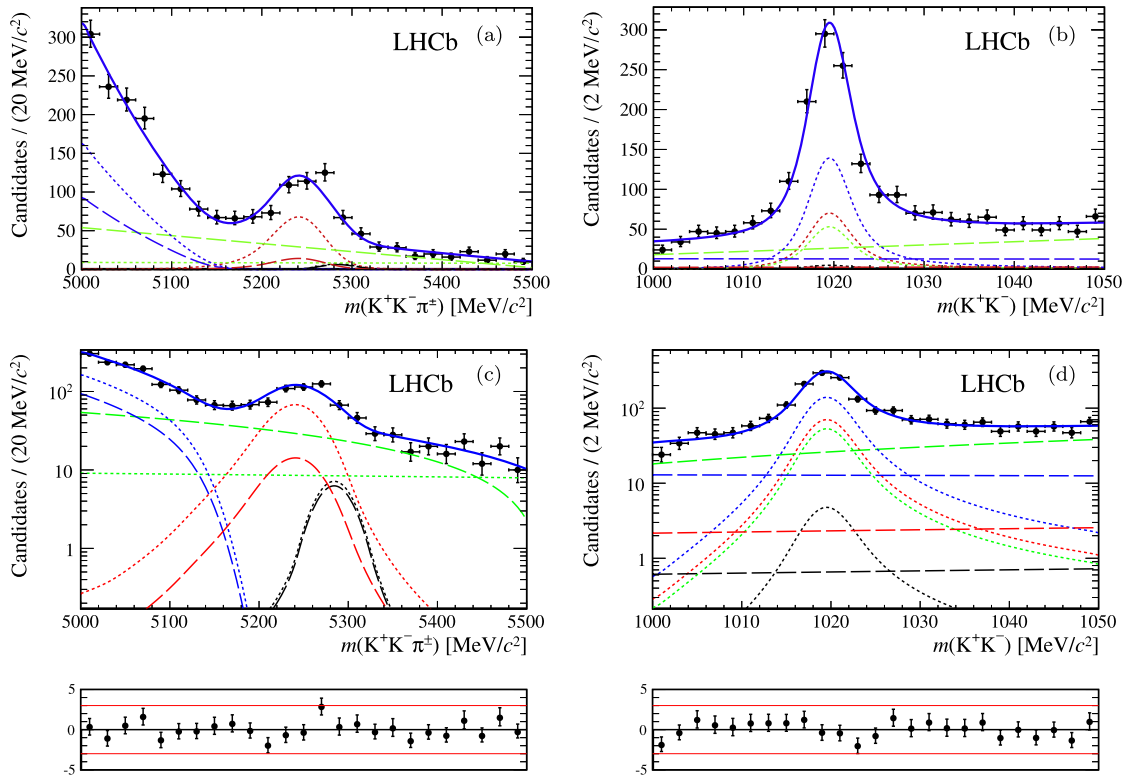 Candidates / (20 MeV/c²)
300
250
200
150
100
50
0
LHCb
(a)
5000 5100 5200 5300 5400 5500
m(K⁺K⁻π±) [MeV/c²]
Candidates / (2 MeV/c²)
300
250
200
150
100
50
0
LHCb
(b)
1000 1010 1020 1030 1040 1050
m(K⁺K⁻) [MeV/c²]
Candidates / (20 MeV/c²)
10²
10
1
LHCb
(c)
5000 5100 5200 5300 5400 5500
m(K⁺K⁻π±) [MeV/c²]
Candidates / (2 MeV/c²)
10²
10
1
LHCb
(d)
1000 1010 1020 1030 1040 1050
m(K⁺K⁻) [MeV/c²]
5
0
-5
5
0
-5